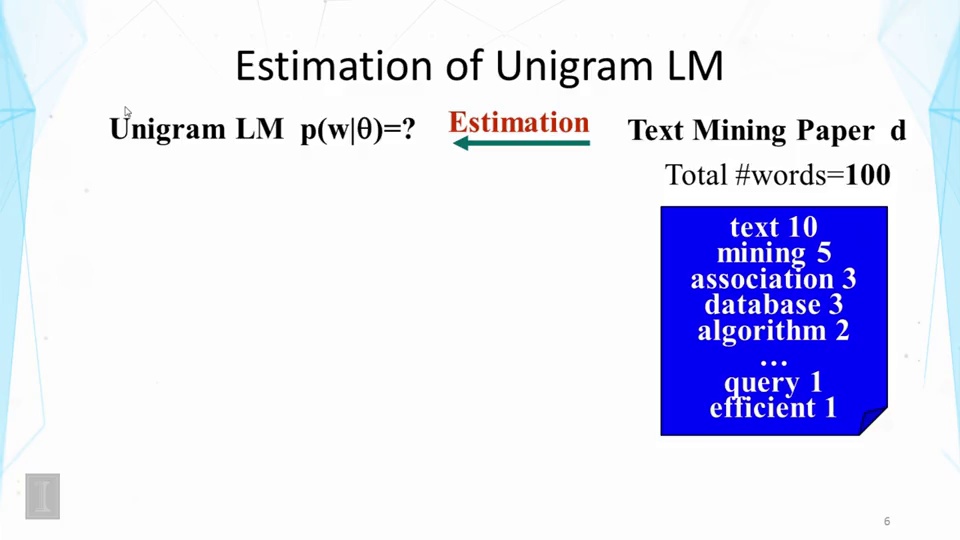 Estimation of Unigram LM
Unigram LM p(w|θ)=?
Estimation
Text Mining Paper d
Total #words=100
text 10
mining 5
association 3
database 3
algorithm 2
…
query 1
efficient 1
I
6